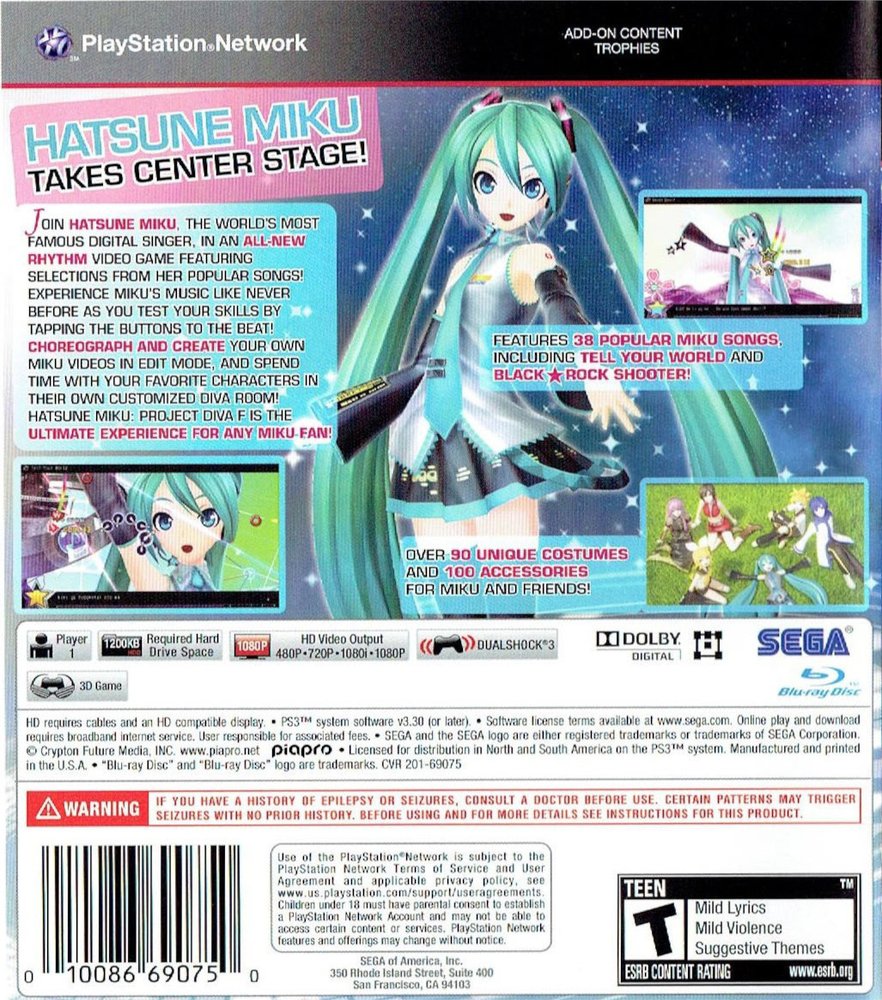 PlayStation®Network
SM
ADD-ON CONTENT
TROPHIES
HATSUNE MIKU
TAKES CENTER STAGE!
JOIN HATSUNE MIKU, THE WORLD'S MOST
FAMOUS DIGITAL SINGER, IN AN ALL-NEW
RHYTHM VIDEO GAME FEATURING
SELECTIONS FROM HER POPULAR SONGS!
EXPERIENCE MIKU'S MUSIC LIKE NEVER
BEFORE AS YOU TEST YOUR SKILLS BY
TAPPING THE BUTTONS TO THE BEAT!
CHOREOGRAPH AND CREATE YOUR OWN
MIKU VIDEOS IN EDIT MODE, AND SPEND
TIME WITH YOUR FAVORITE CHARACTERS IN
THEIR OWN CUSTOMIZED DIVA ROOM!
HATSUNE MIKU: PROJECT DIVA F IS THE
ULTIMATE EXPERIENCE FOR ANY MIKU FAN!
FEATURES 38 POPULAR MIKU SONGS,
INCLUDING TELL YOUR WORLD AND
BLACK★ROCK SHOOTER!
OVER 90 UNIQUE COSTUMES
AND 100 ACCESSORIES
FOR MIKU AND FRIENDS!
Player
1
1200KB
HDD
Required Hard
Drive Space
1080P
HD Video Output
480P•720P•1080i•1080P
DUALSHOCK®3
DOLBY
DIGITAL
SEGA®
3D Game
Blu-ray Disc™
HD requires cables and an HD compatible display. • PS3™ system software v3.30 (or later). • Software license terms available at www.sega.com. Online play and download
requires broadband internet service. User responsible for associated fees. • SEGA and the SEGA logo are either registered trademarks or trademarks of SEGA Corporation.
© Crypton Future Media, INC. www.piapro.net piapro • Licensed for distribution in North and South America on the PS3™ system. Manufactured and printed
in the U.S.A. • "Blu-ray Disc" and "Blu-ray Disc" logo are trademarks. CVR 201-69075
WARNING
IF YOU HAVE A HISTORY OF EPILEPSY OR SEIZURES, CONSULT A DOCTOR BEFORE USE. CERTAIN PATTERNS MAY TRIGGER
SEIZURES WITH NO PRIOR HISTORY. BEFORE USING AND FOR MORE DETAILS SEE INSTRUCTIONS FOR THIS PRODUCT.
0 10086 69075 0
Use of the PlayStation®Network is subject to the
PlayStation Network Terms of Service and User
Agreement and applicable privacy policy, see
www.us.playstation.com/support/useragreements.
Children under 18 must have parental consent to establish
a PlayStation Network Account and may not be able to
access certain content or services. PlayStation Network
features and offerings may change without notice.
SEGA of America, Inc.
350 Rhode Island Street, Suite 400
San Francisco, CA 94103
TEEN
TM
T
Mild Lyrics
Mild Violence
Suggestive Themes
ESRB CONTENT RATING
www.esrb.org